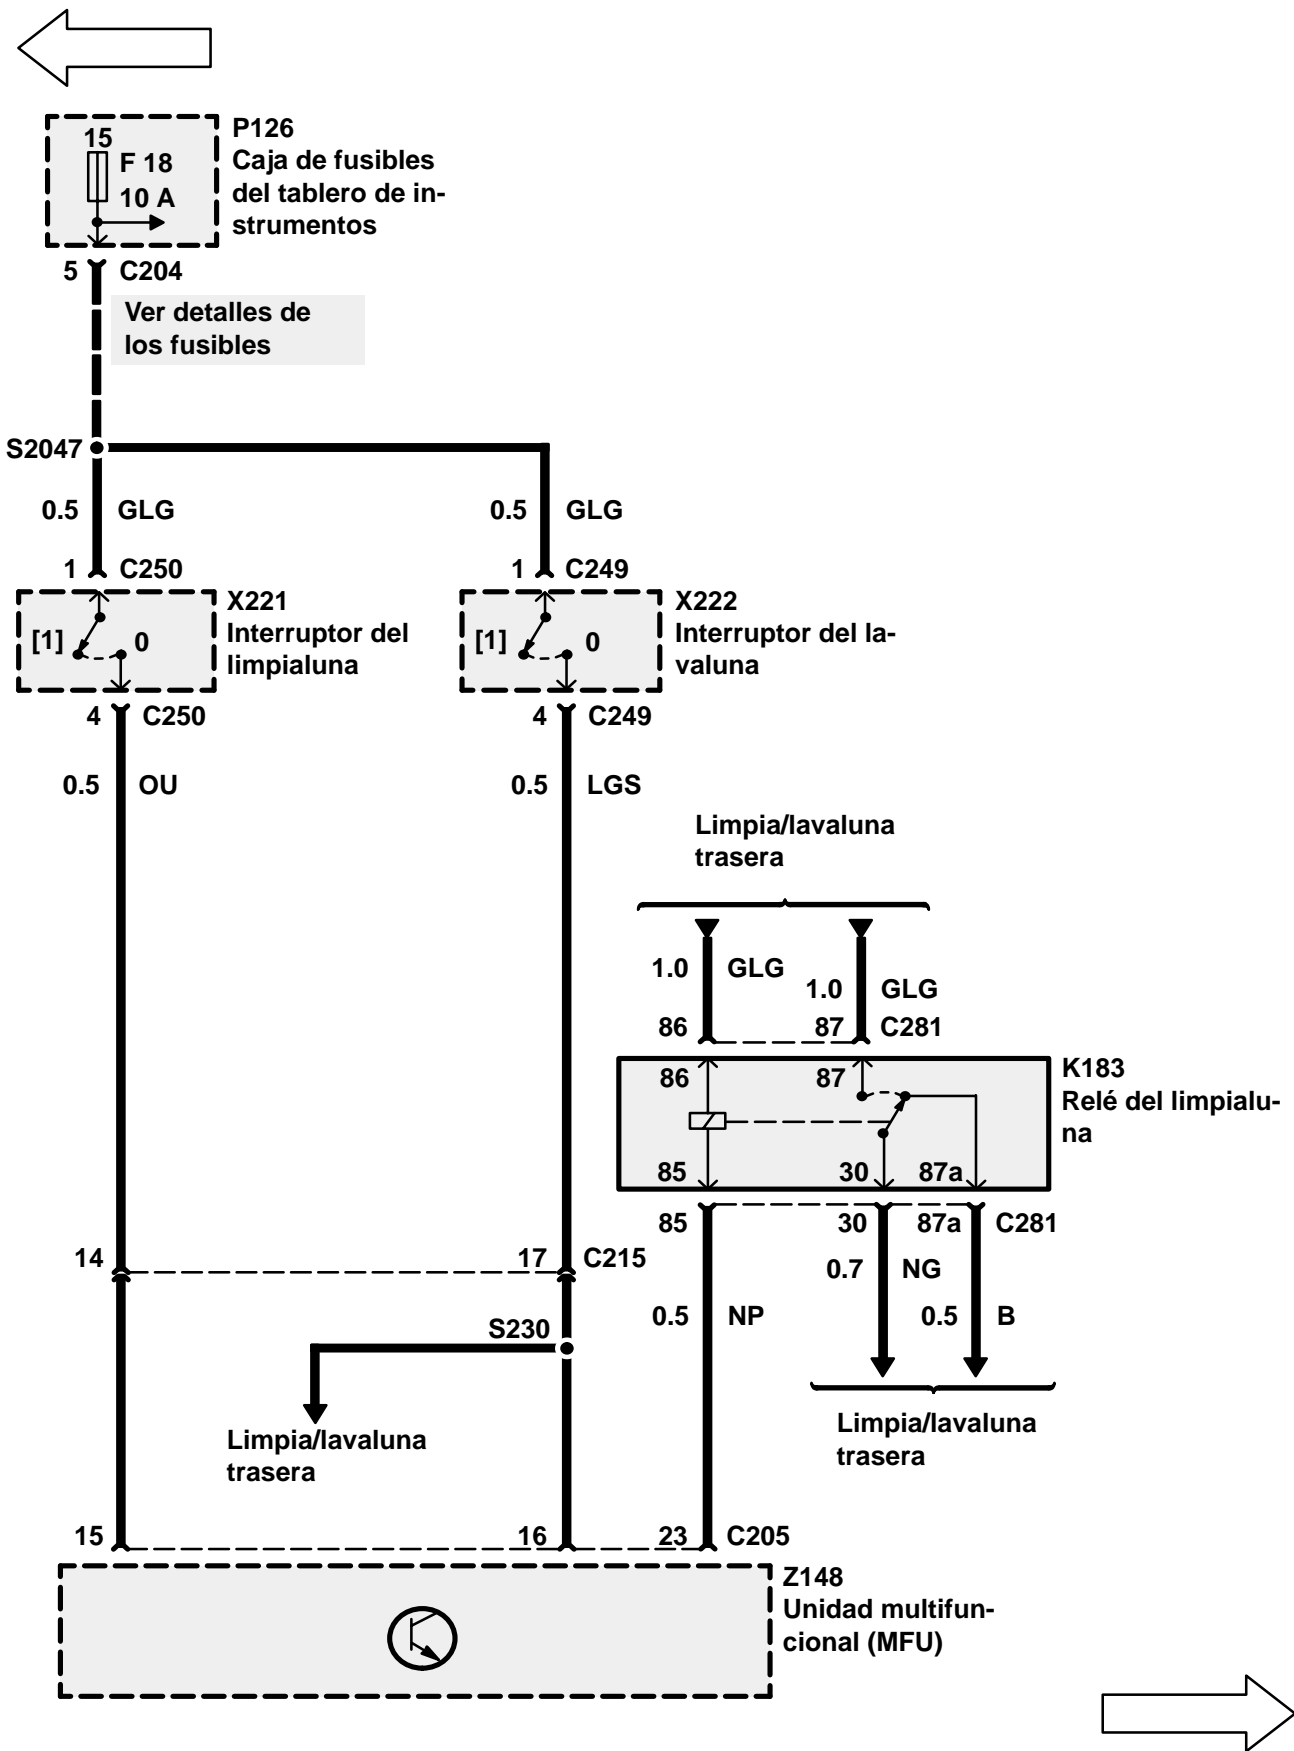 15
F 18
10 A
P126
Caja de fusibles
del tablero de in-
strumentos
5 C204
Ver detalles de
los fusibles
S2047
0.5 GLG
0.5 GLG
1 C250
1 C249
[1] 0
X221
Interruptor del
limpialuna
[1] 0
X222
Interruptor del la-
valuna
4 C250
4 C249
0.5 OU
0.5 LGS
Limpia/lavaluna
trasera
1.0 GLG
1.0 GLG
86 87 C281
86 87
K183
Relé del limpialu-
na
85 30 87a
85 30 87a C281
14 17 C215
0.7 NG
0.5 NP
0.5 B
S230
Limpia/lavaluna
trasera
Limpia/lavaluna
trasera
15 16 23 C205
Z148
Unidad multifun-
cional (MFU)